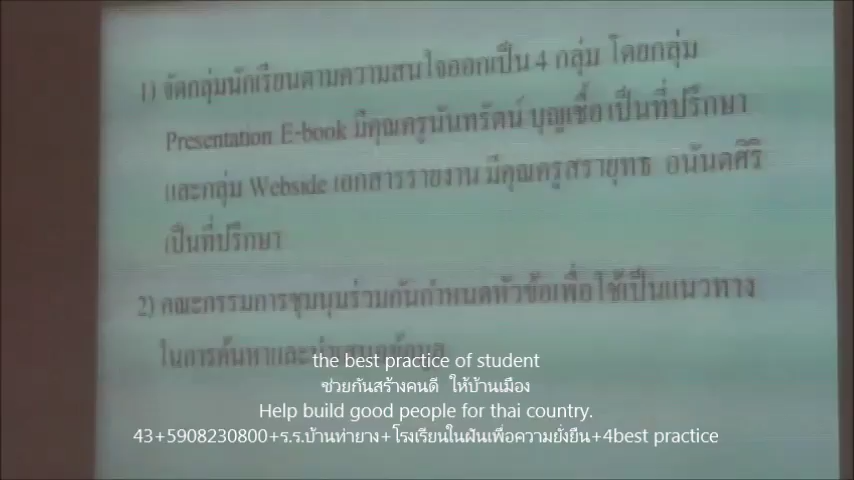 1) จัดกลุ่มนักเรียนตามความสนใจออกเป็น 4 กลุ่ม โดยกลุ่ม
Presentation E-book มีคุณครูนันทรัตน์ บุญเชื้อ เป็นที่ปรึกษา
และกลุ่ม Webside เอกสารรายงาน มีคุณครูสรายุทธ อนันตศิริ
เป็นที่ปรึกษา
2) คณะกรรมการชุมนุมร่วมกันกำหนดหัวข้อเพื่อใช้เป็นแนวทาง
ในการค้นหาและนำเสนอข้อมูล
the best practice of student
ช่วยกันสร้างคนดี ให้บ้านเมือง
Help build good people for thai country.
43+5908230800+ร.ร.บ้านท่ายาง+โรงเรียนในฝันเพื่อความยั่งยืน+4best practice